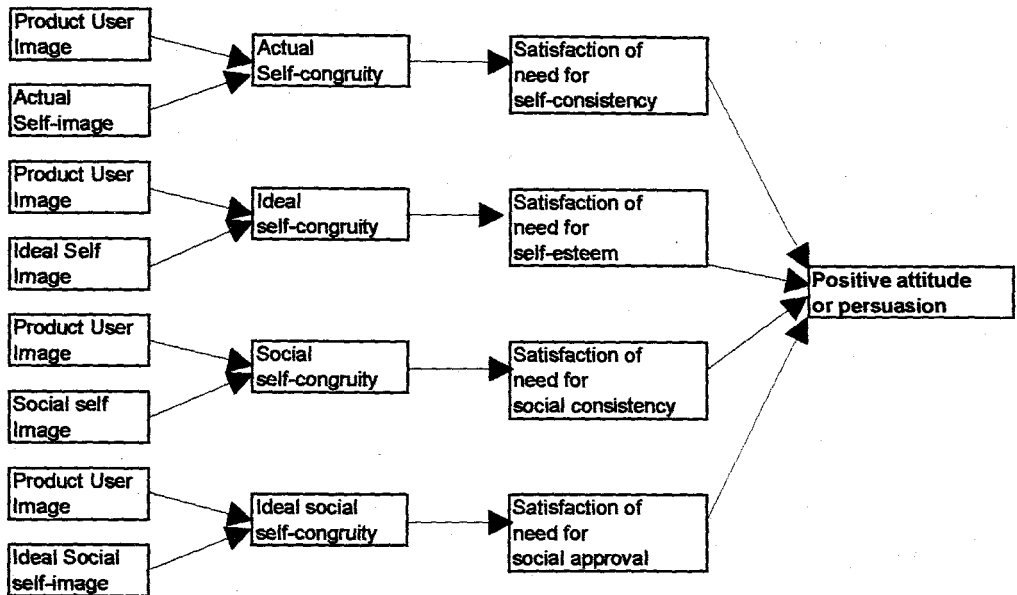 Product User
Image
Actual
Self-image
Actual
Self-congruity
Satisfaction of
need for
self-consistency
Product User
Image
Ideal Self
Image
Ideal
self-congruity
Satisfaction of
need for
self-esteem
Product User
Image
Social self
Image
Social
self-congruity
Satisfaction of
need for
social consistency
Product User
Image
Ideal Social
self-image
Ideal social
self-congruity
Satisfaction of
need for
social approval
Positive attitude
or persuasion